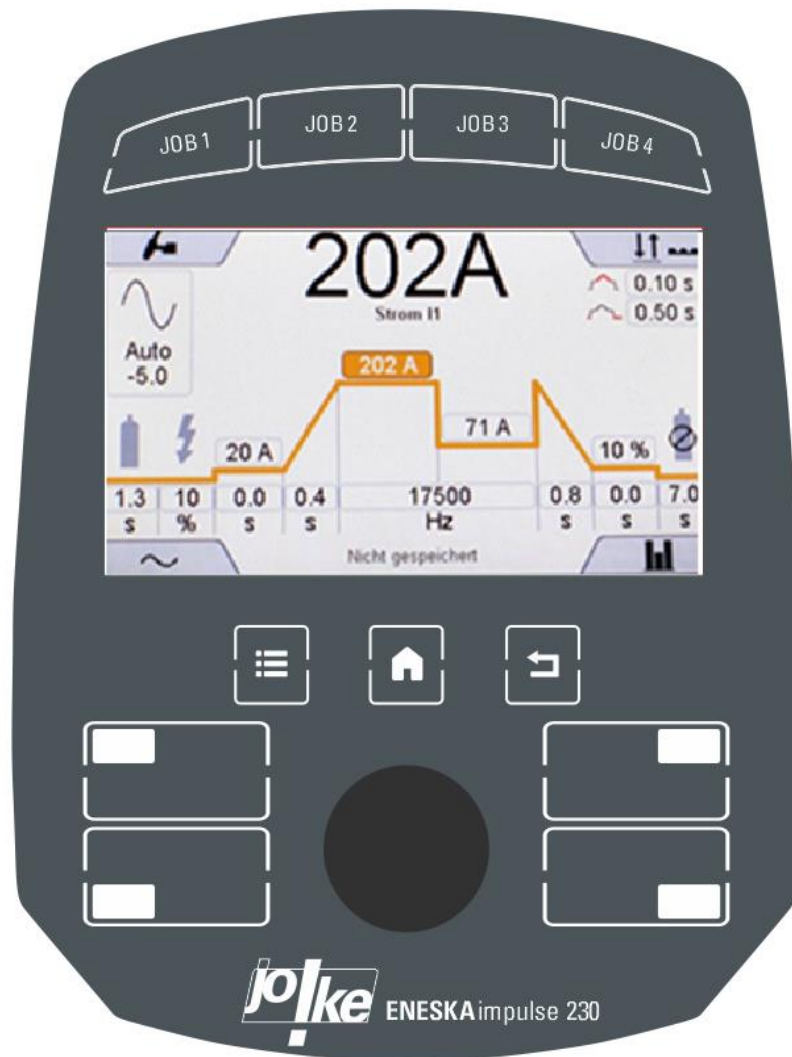 JOB 1 JOB 2 JOB 3 JOB 4
202A
Strom I1
0.10 s
0.50 s
Auto
-5.0
202 A
71 A
20 A
10 %
1.3 10 0.0 0.4 17500 0.8 0.0 7.0
s % s s Hz s s s
Nicht gespeichert
jo!ke ENESKAimpulse 230